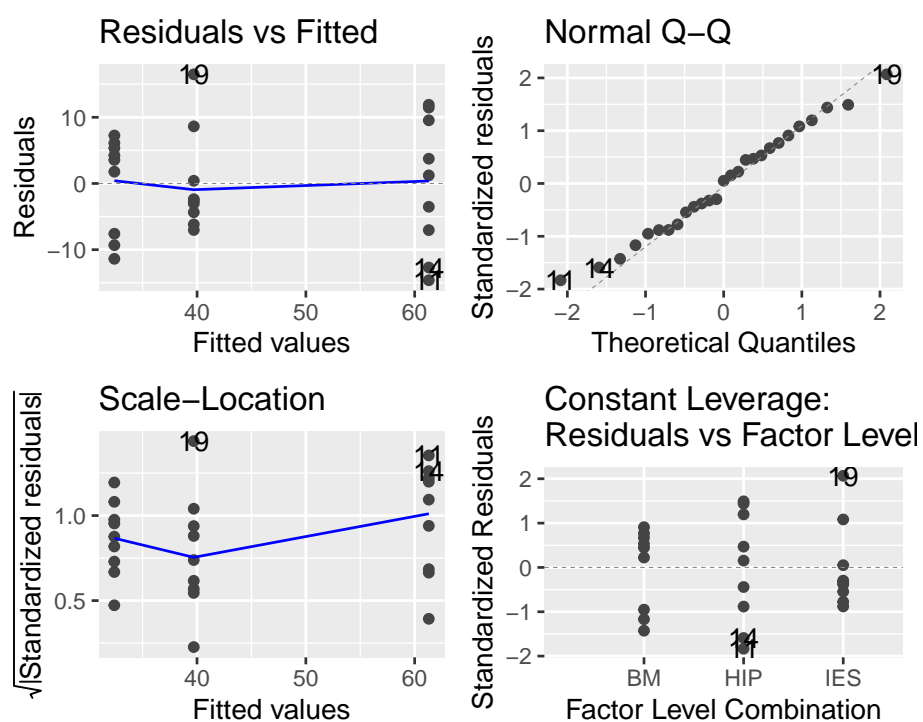 Residuals vs Fitted
Residuals
10
0
−10
19
14
11
40
50
60
Fitted values
Normal Q−Q
Standardized residuals
2
1
0
−1
−2
19
14
11
−2
−1
0
1
2
Theoretical Quantiles
Scale−Location
√|Standardized residuals|
1.0
0.5
19
11
14
40
50
60
Fitted values
Constant Leverage:
Residuals vs Factor Level
Standardized Residuals
2
1
0
−1
−2
19
14
11
BM
HIP
IES
Factor Level Combination